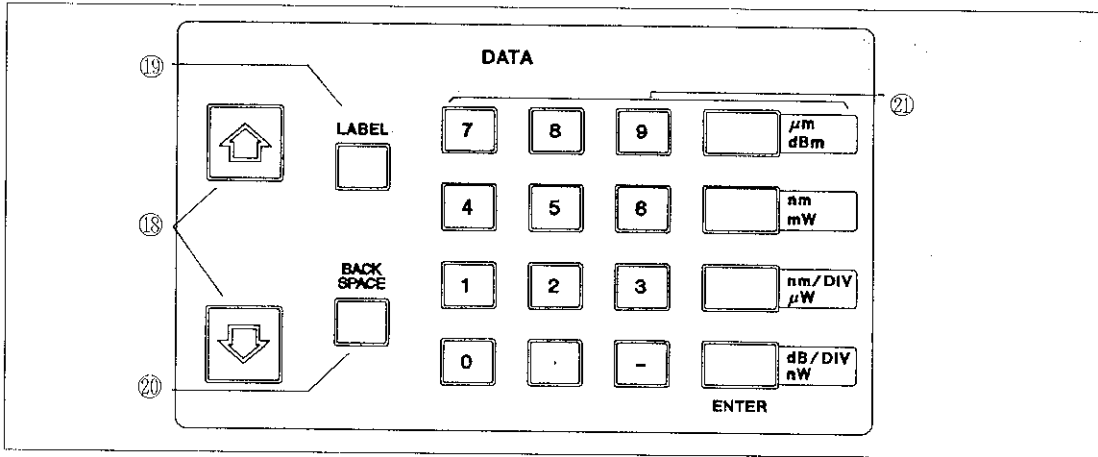 DATA
⑲
㉑
LABEL
7 8 9 μm
dBm
⑱
4 5 6 nm
mW
BACK
SPACE
1 2 3 nm/DIV
μW
⑳
0 . - dB/DIV
nW
ENTER